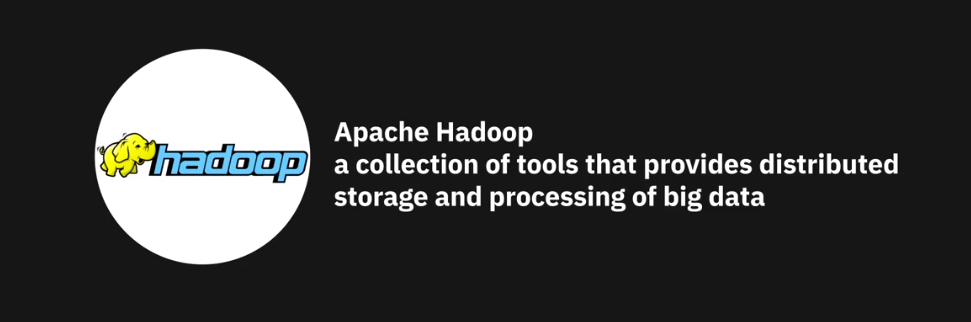 hadoop
Apache Hadoop
a collection of tools that provides distributed
storage and processing of big data